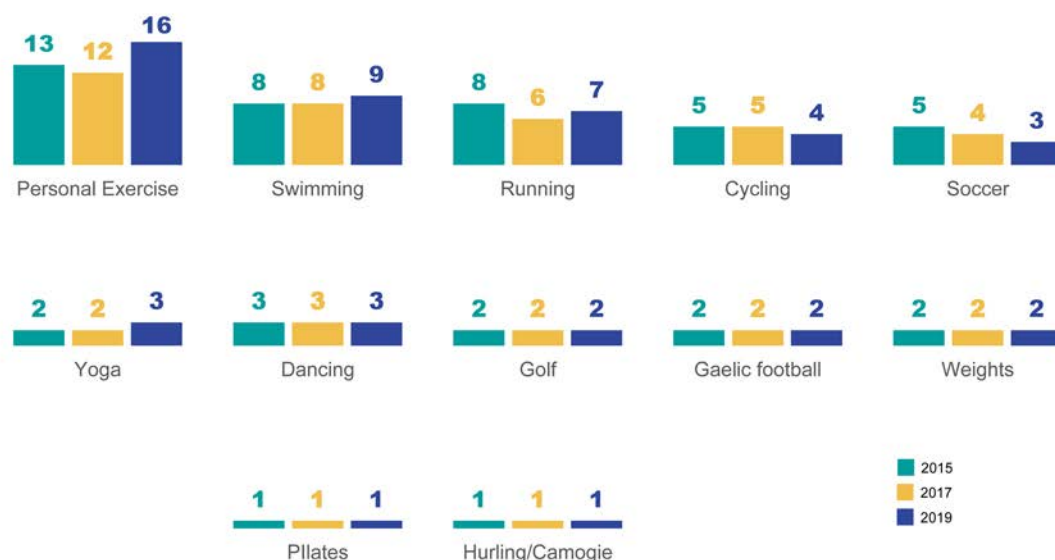 13 12 16
8 8 9
8 6 7
5 5 4
5 4 3
Personal Exercise
Swimming
Running
Cycling
Soccer
2 2 3
3 3 3
2 2 2
2 2 2
2 2 2
Yoga
Dancing
Golf
Gaelic football
Weights
1 1 1
1 1 1
PIlates
Hurling/Camogie
2015
2017
2019